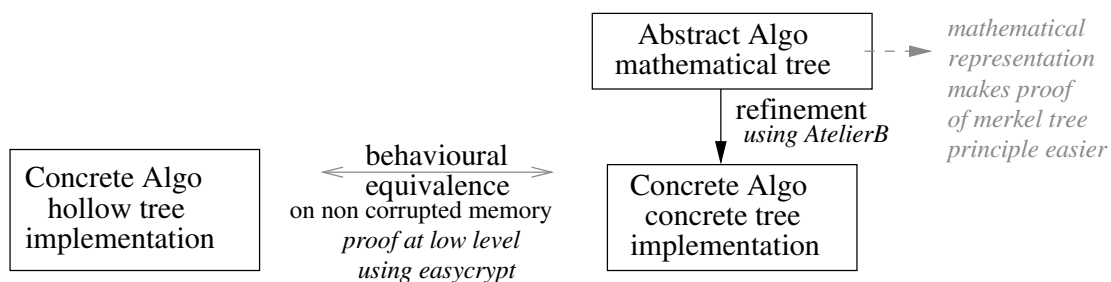 Abstract Algo
mathematical tree
mathematical
representation
makes proof
of merkel tree
principle easier
refinement
using AtelierB
Concrete Algo
hollow tree
implementation
behavioural
equivalence
on non corrupted memory
proof at low level
using easycrypt
Concrete Algo
concrete tree
implementation